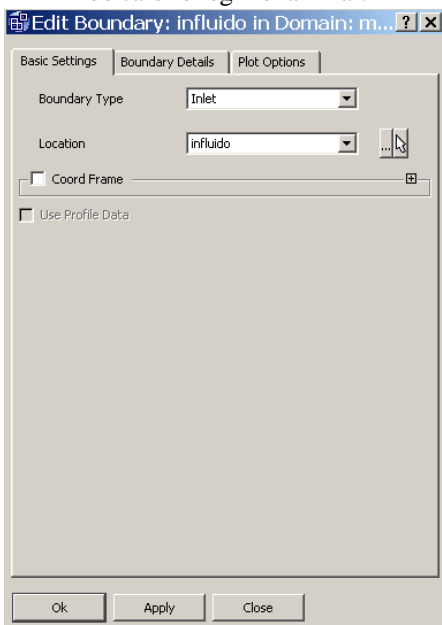 Edit Boundary: influido in Domain: m...
Basic Settings Boundary Details Plot Options
Boundary Type Inlet
Location influido ...
Coord Frame
Use Profile Data
Ok Apply Close